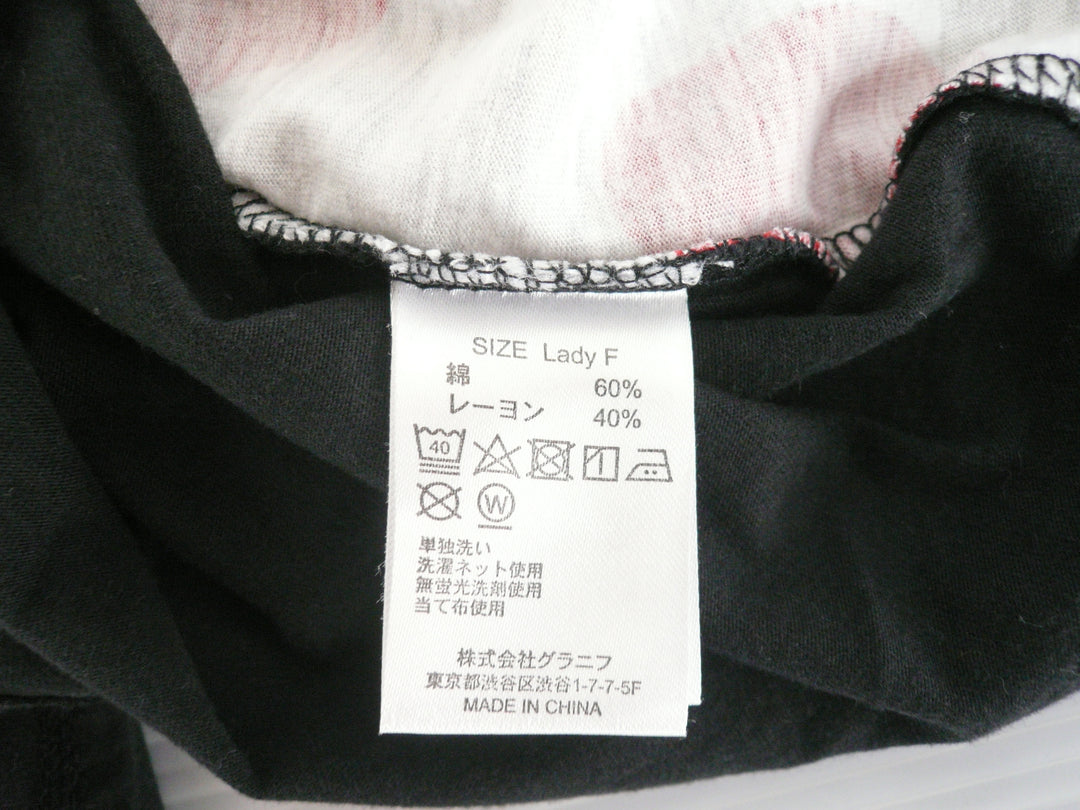 SIZE Lady F
綿 60%
レーヨン 40%
40
W
単独洗い
洗濯ネット使用
無蛍光洗剤使用
当て布使用
株式会社グラニフ
東京都渋谷区渋谷1-7-7-5F
MADE IN CHINA